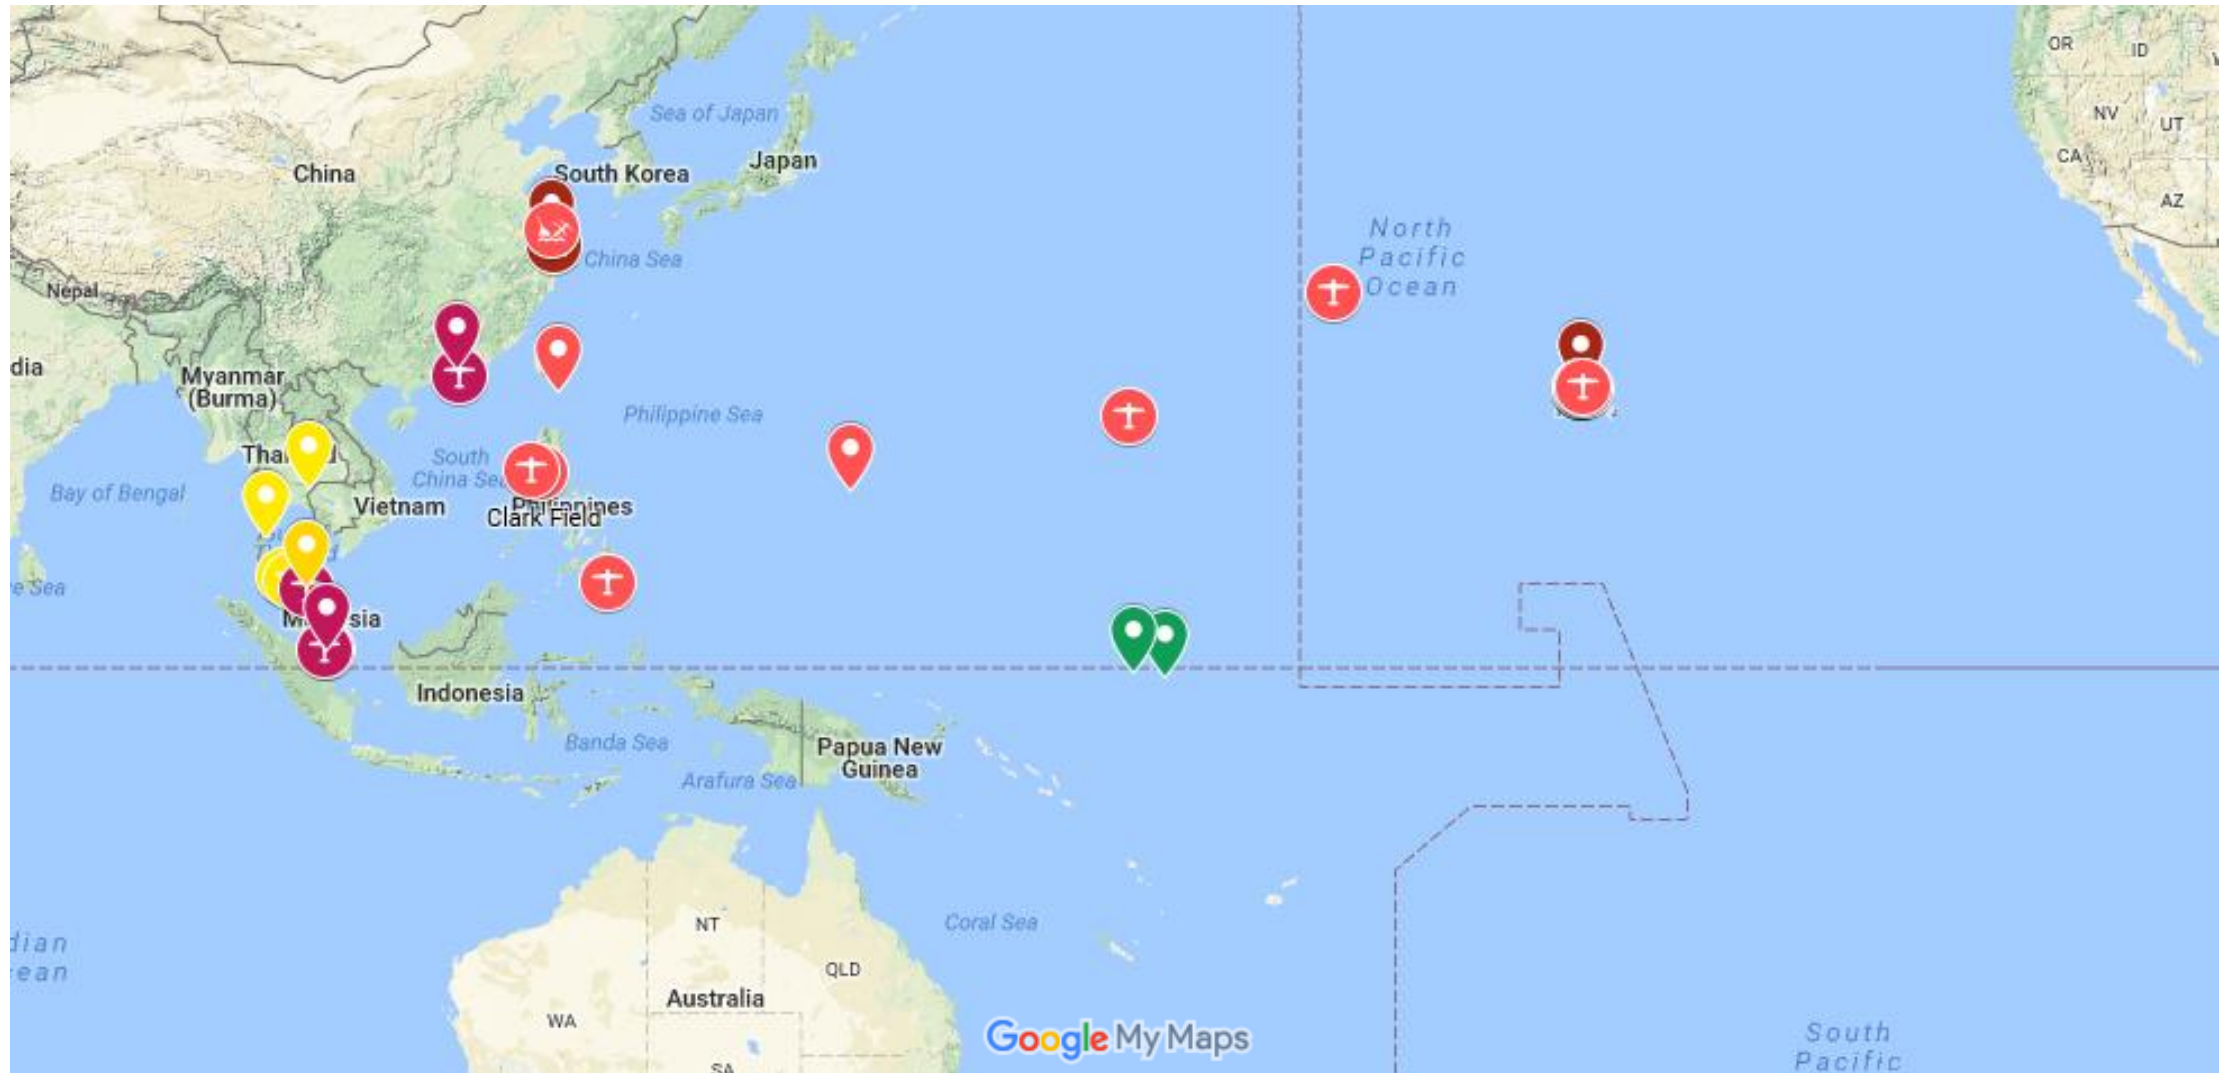 OR
ID
NV
UT
CA
AZ
Sea of Japan
Japan
China
South Korea
China Sea
North
Pacific
Ocean
Nepal
dia
Myanmar
(Burma)
Philippine Sea
South
China Sea
Bay of Bengal
Vietnam
Philippines
Clark Field
e Sea
Indonesia
Banda Sea
Arafura Sea
Papua New
Guinea
Coral Sea
dian
ean
NT
QLD
Australia
WA
SA
Google My Maps
South
Pacific